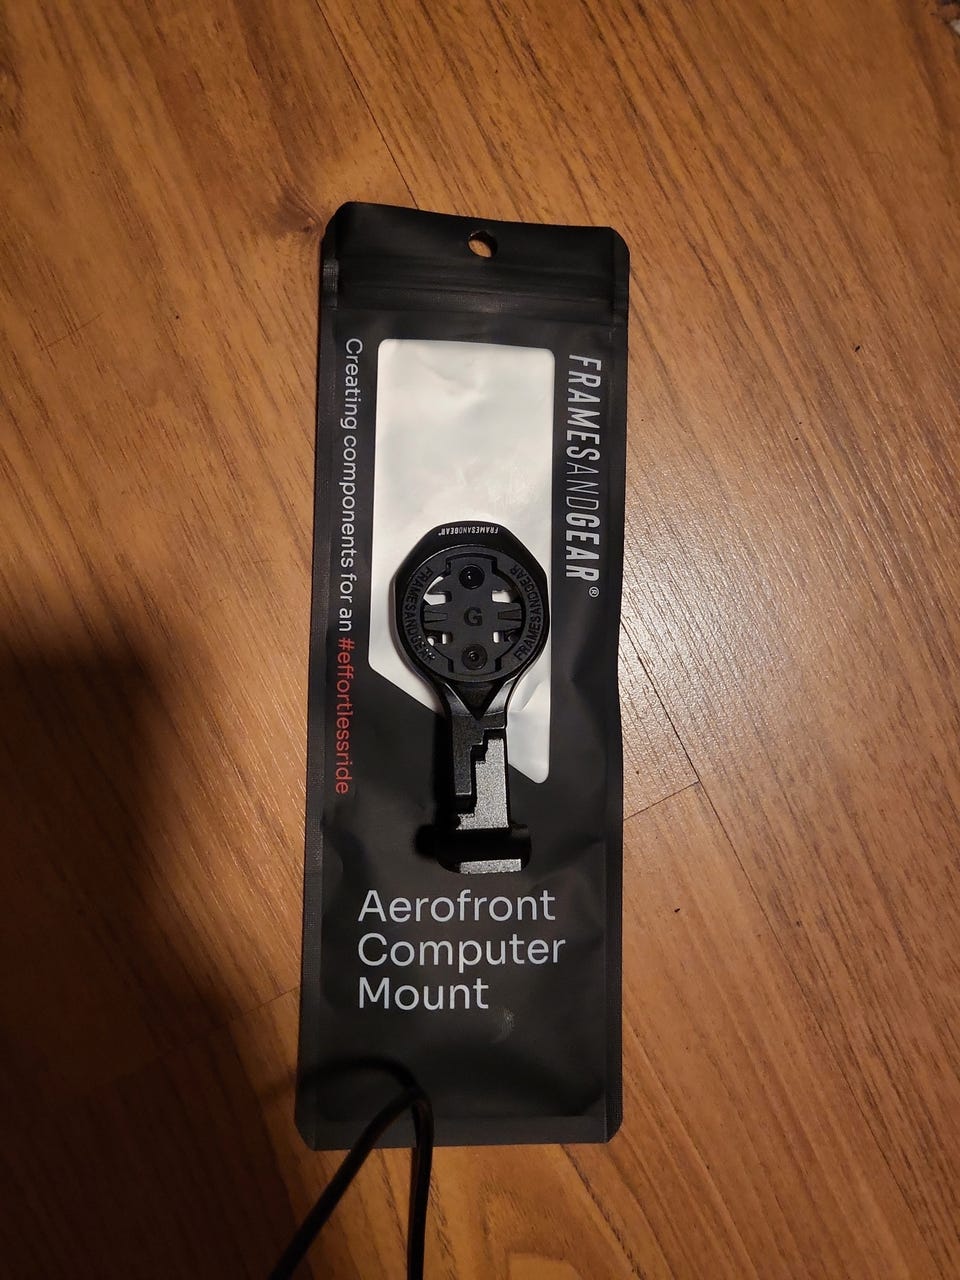 FRAMESANDGEAR®
Creating components for an #effortlessride
FRAMESANDGEAR®
FRAMESANDGEAR
G
FRAMESANDGEAR
Aerofront
Computer
Mount